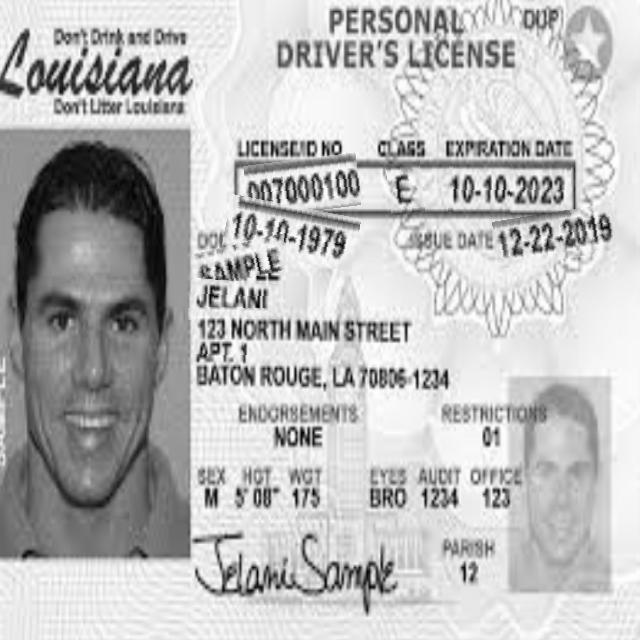 Don't Drink and Drive
Louisiana
Don't Litter Louisiana
PERSONAL
DRIVER'S LICENSE
DUP
LICENSE/ID NO CLASS EXPIRATION DATE
007000100 E 10-10-2023
10-10-1979
ISSUE DATE 12-22-2019
SAMPLE
JELANI
123 NORTH MAIN STREET
APT. 1
BATON ROUGE, LA 70806-1234
ENDORSEMENTS RESTRICTIONS
NONE 01
SEX HGT WGT EYES AUDIT OFFICE
M 5' 08" 175 BRO 1234 123
Jelani Sample
PARISH
12